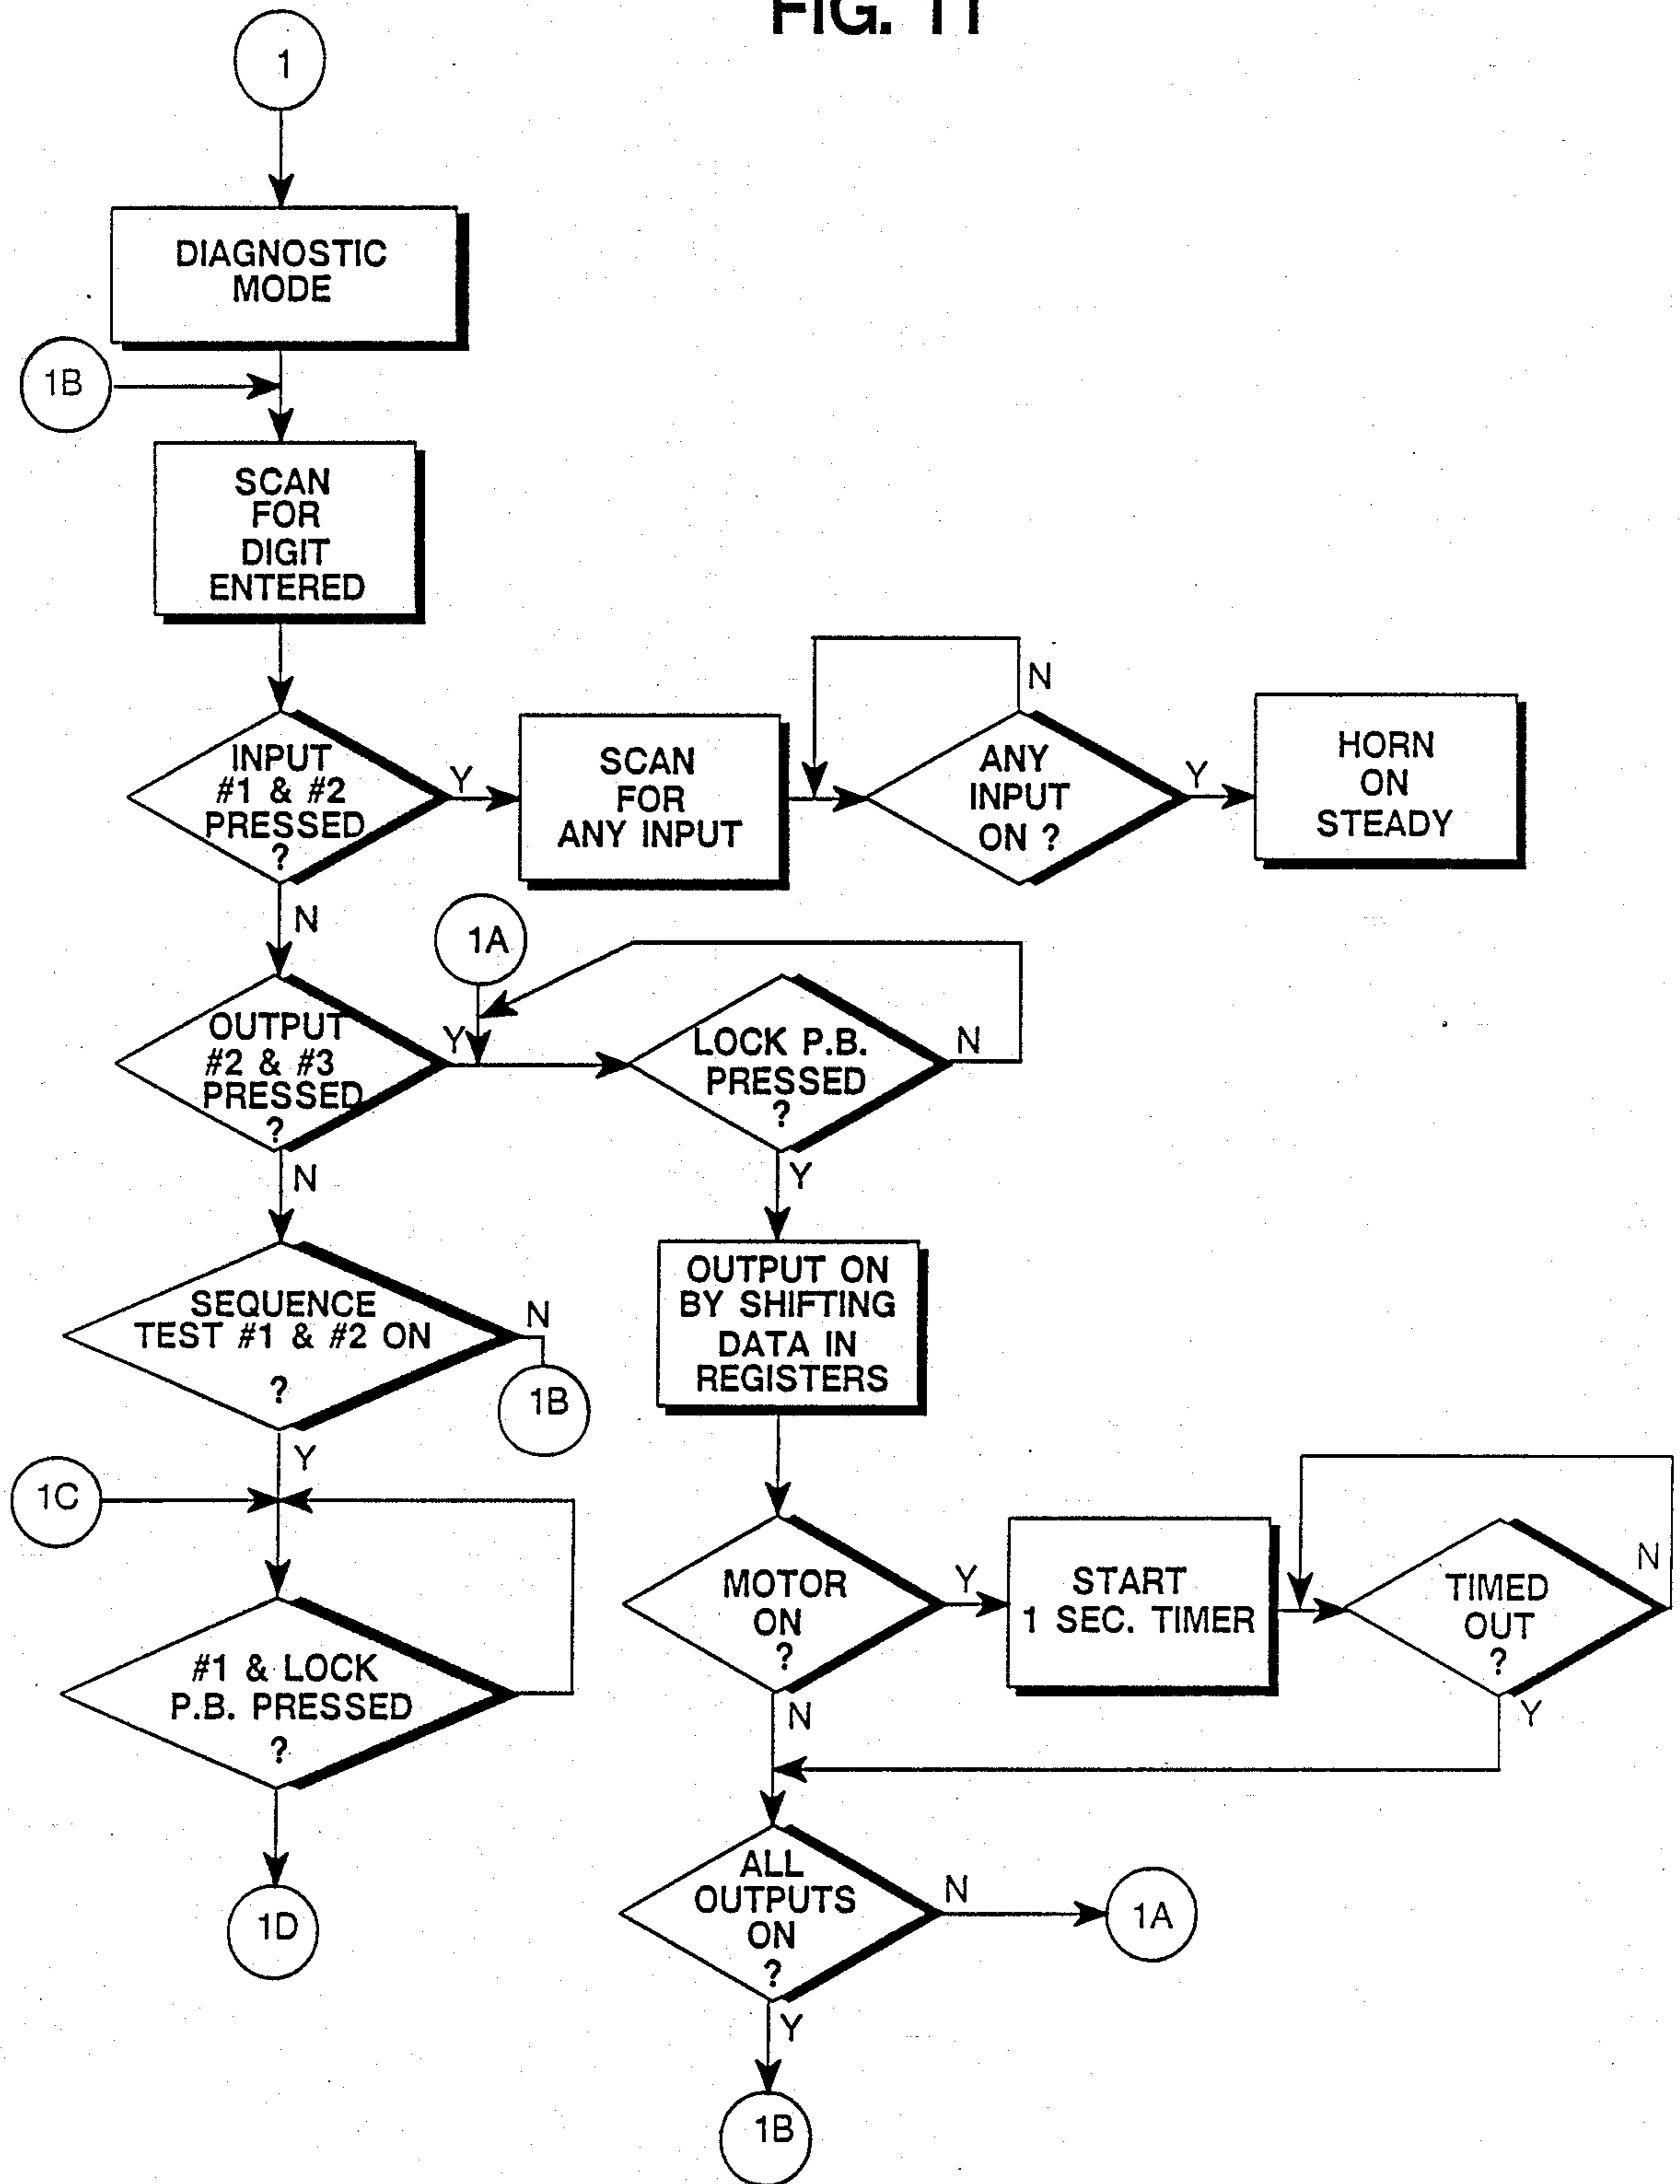 FIG. 11
1
DIAGNOSTIC
MODE
1B
SCAN
FOR
DIGIT
ENTERED
INPUT
#1 & #2
PRESSED
?
Y
SCAN
FOR
ANY INPUT
N
ANY
INPUT
ON ?
Y
HORN
ON
STEADY
N
1A
OUTPUT
#2 & #3
PRESSED
?
Y
LOCK P.B.
PRESSED
?
N
N
Y
SEQUENCE
TEST #1 & #2 ON
?
N
1B
OUTPUT ON
BY SHIFTING
DATA IN
REGISTERS
Y
1C
#1 & LOCK
P.B. PRESSED
?
MOTOR
ON
?
Y
START
1 SEC. TIMER
TIMED
OUT
?
N
N
Y
1D
ALL
OUTPUTS
ON
?
N
1A
Y
1B